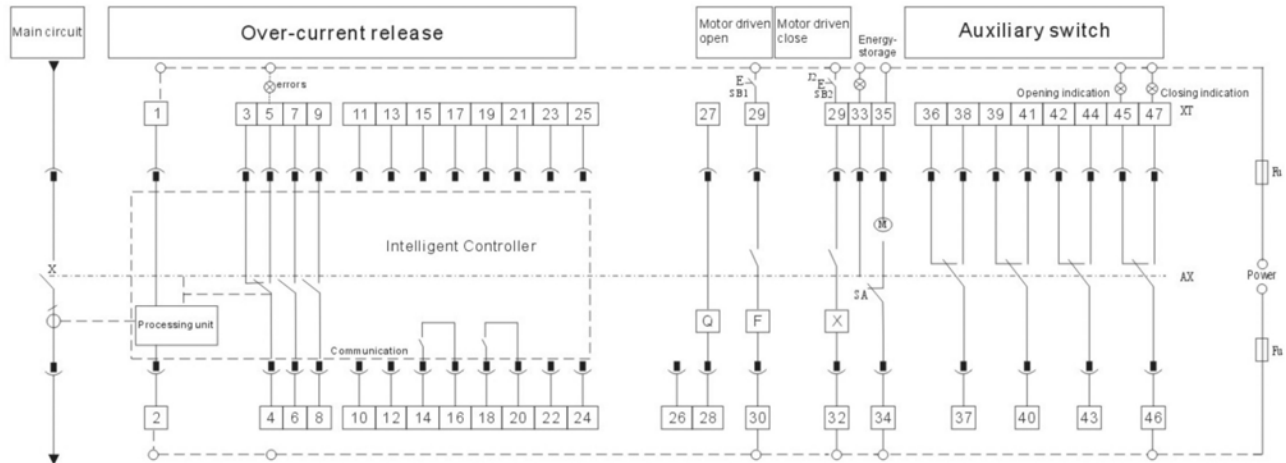 Main circuit
Over-current release
Motor driven
open
Motor driven
close
Energy-
storage
Auxiliary switch
errors
E
SB1
E
SB2
Opening indication
Closing indication
1
3 5 7 9
11 13 15 17 19 21 23 25
27
29
29 33 35
36 38 39 41 42 44 45 47
XT
Fu
M
Intelligent Controller
X
AX
Power
SA
Processing unit
Q
F
X
Communication
Fu
2
4 6 8
10 12 14 16 18 20 22 24
26 28
30
32
34
37
40
43
46